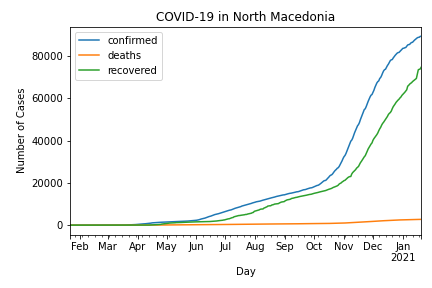 COVID-19 in North Macedonia
confirmed
deaths
recovered
Number of Cases
80000
60000
40000
20000
0
Feb Mar Apr May Jun Jul Aug Sep Oct Nov Dec Jan
2021
Day